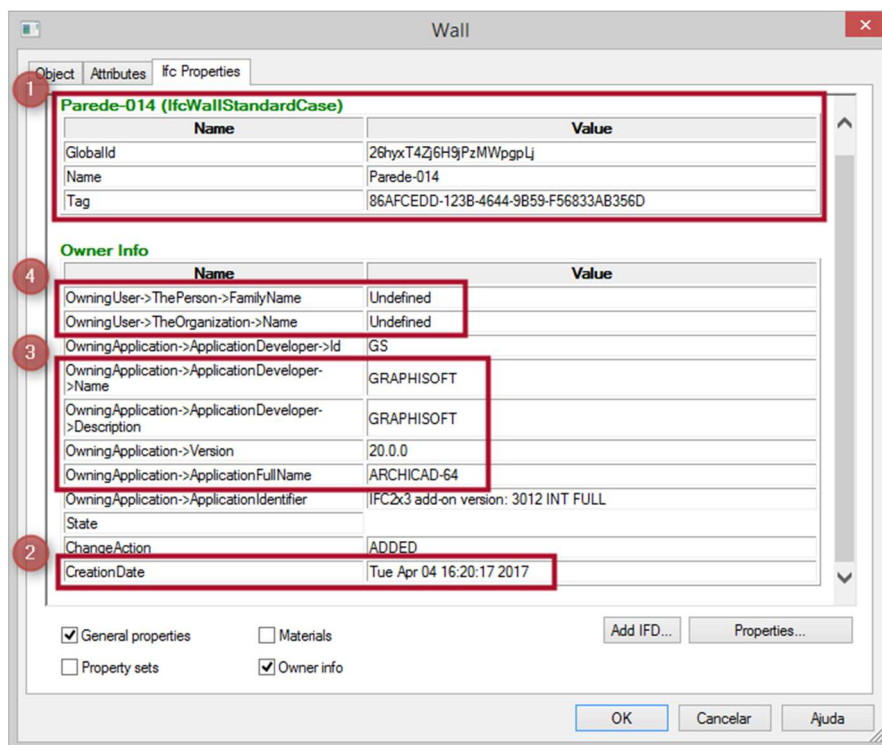 Wall
Object Attributes Ifc Properties
1
Parede-014 (IfcWallStandardCase)
Name Value
GlobalId 26hyxT4Zj6H9jPzMWpgpLj
Name Parede-014
Tag 86AFCEDD-123B-4644-9B59-F56833AB356D
Owner Info
4
Name Value
OwningUser->ThePerson->FamilyName Undefined
OwningUser->TheOrganization->Name Undefined
3
OwningApplication->ApplicationDeveloper->Id GS
OwningApplication->ApplicationDeveloper-
>Name GRAPHISOFT
OwningApplication->ApplicationDeveloper-
>Description GRAPHISOFT
OwningApplication->Version 20.0.0
OwningApplication->ApplicationFullName ARCHICAD-64
OwningApplication->ApplicationIdentifier IFC2x3 add-on version: 3012 INT FULL
State
2
ChangeAction ADDED
CreationDate Tue Apr 04 16:20:17 2017
General properties Materials Add IFD... Properties...
Property sets Owner info
OK Cancelar Ajuda